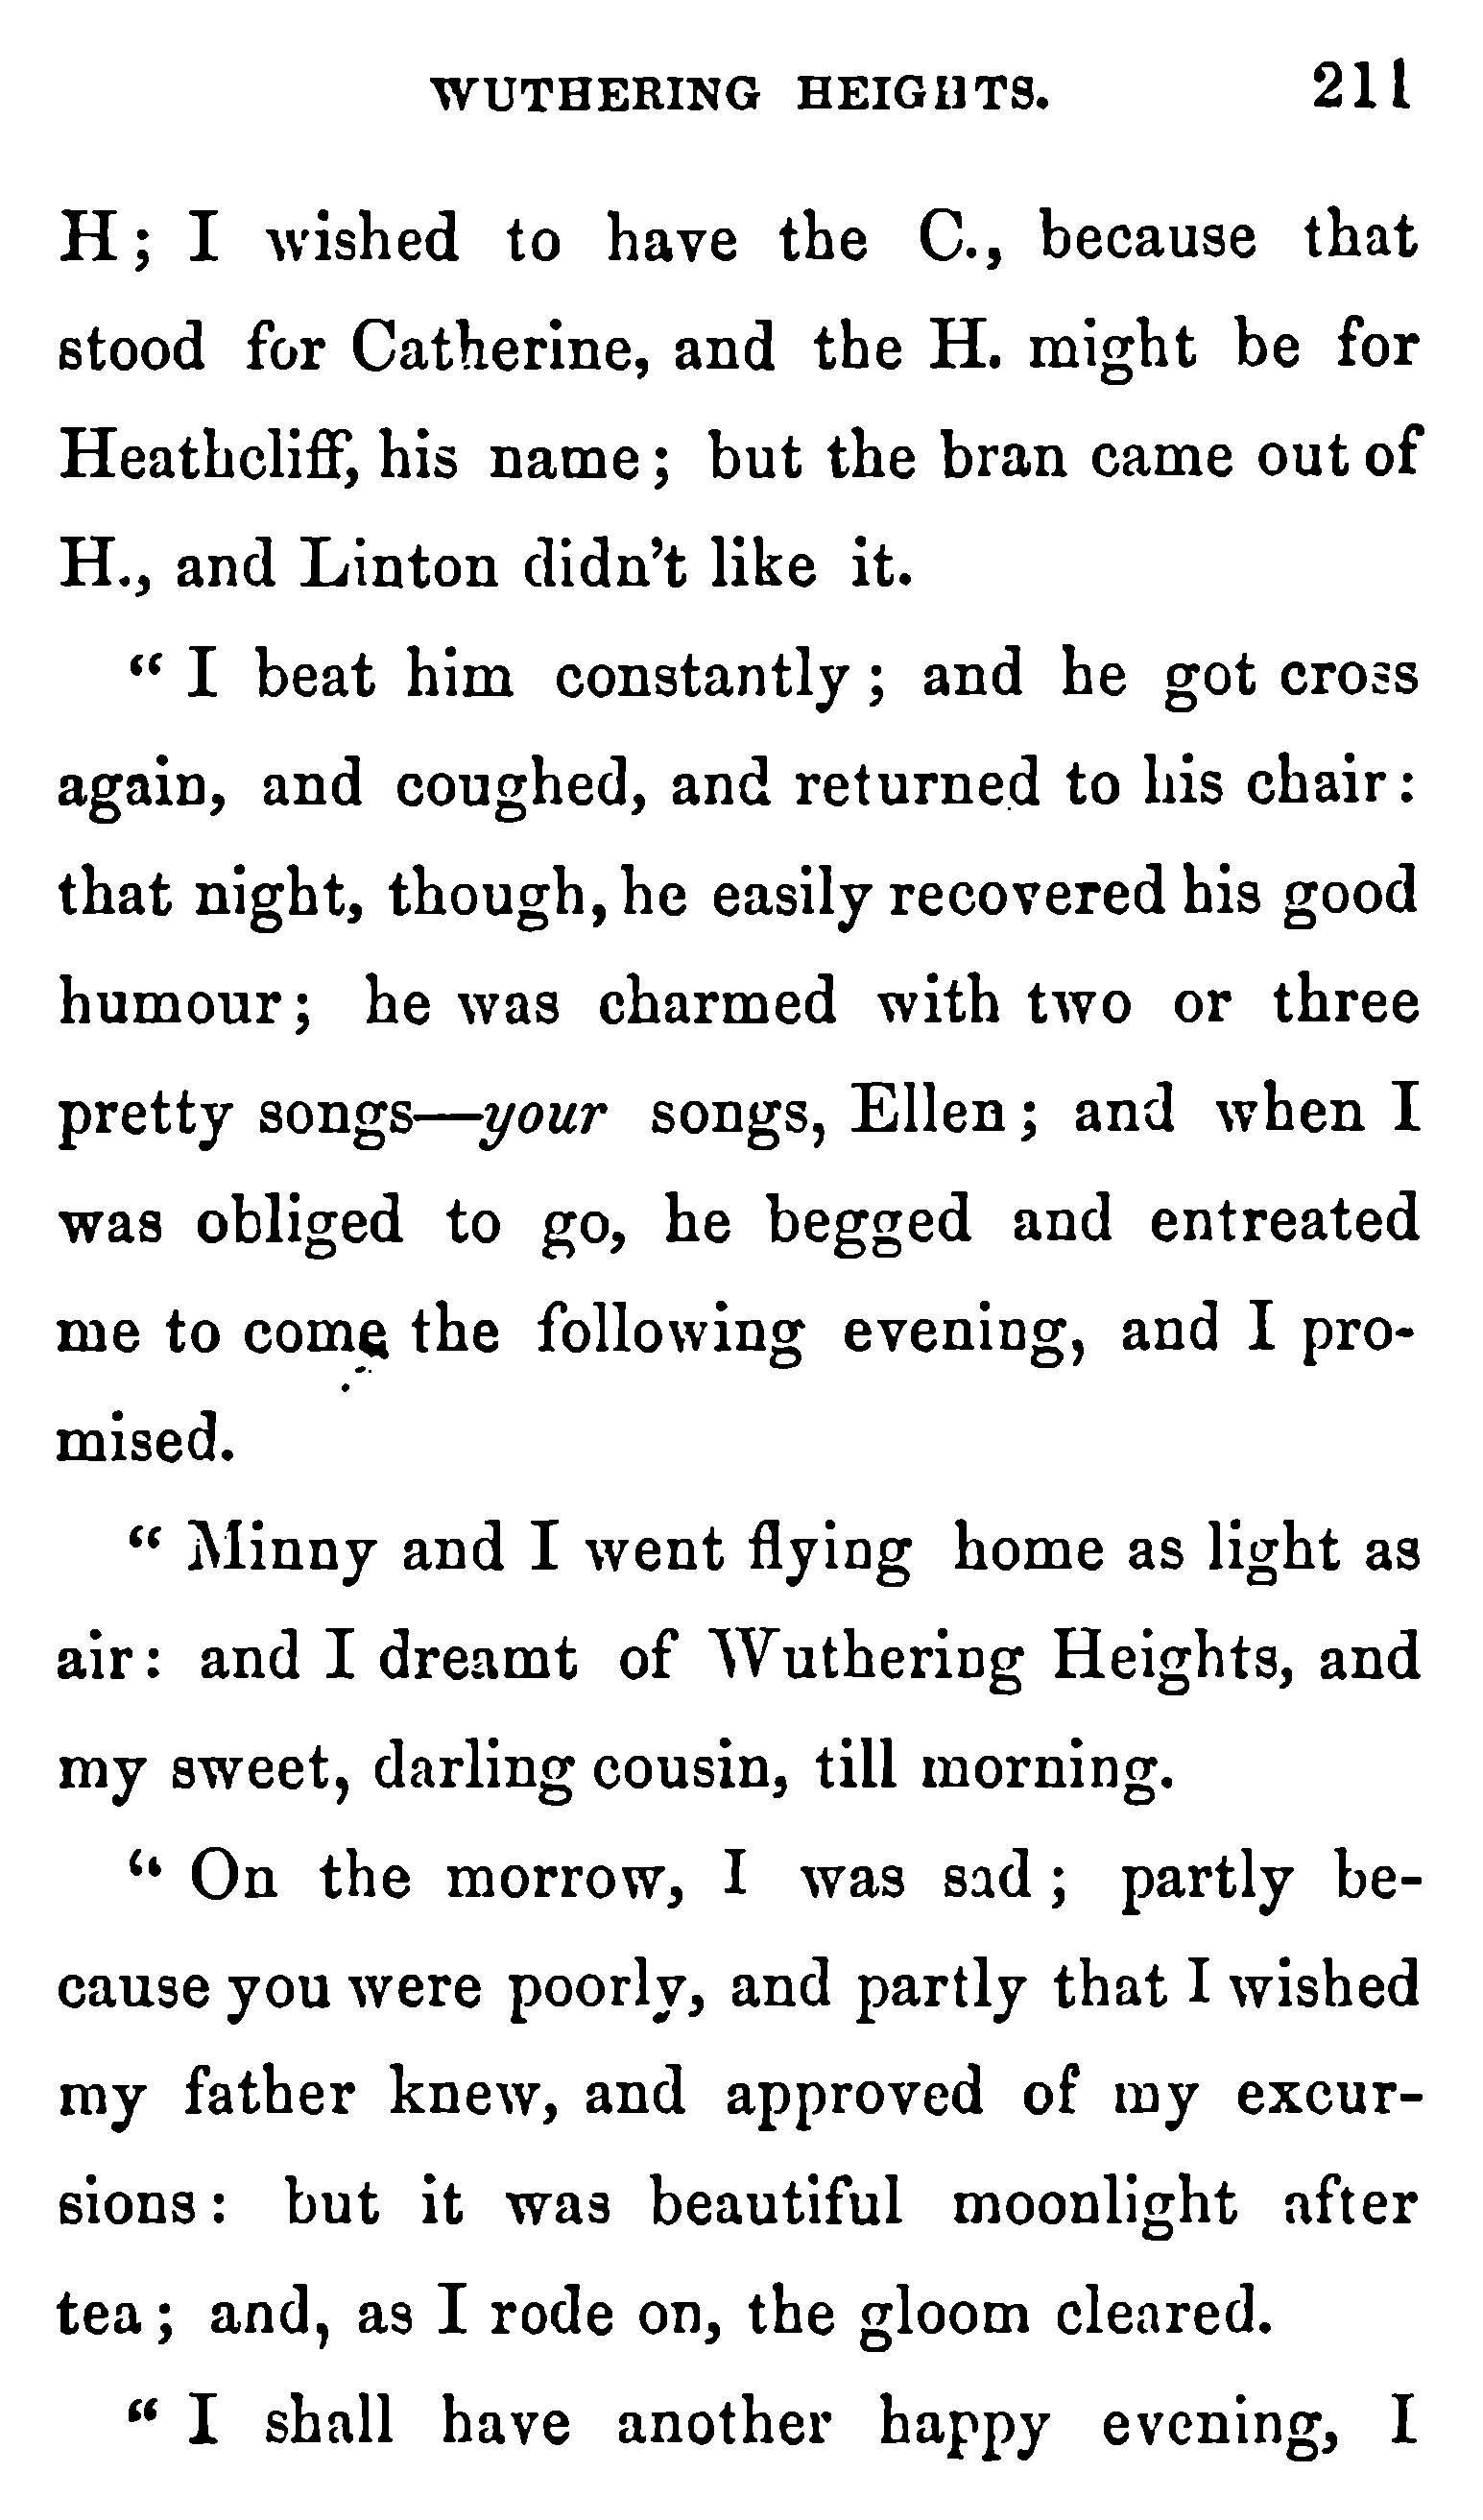 WUTHERING HEIGHTS. 211
H; I wished to have the C., because that
stood for Catherine, and the H. might be for
Heathcliff, his name; but the bran came out of
H., and Linton didn't like it.
“ I beat him constantly; and he got cross
again, and coughed, and returned to his chair:
that night, though, he easily recovered his good
humour; he was charmed with two or three
pretty songs—your songs, Ellen; and when I
was obliged to go, he begged and entreated
me to come the following evening, and I pro-
mised.
“ Minny and I went flying home as light as
air: and I dreamt of Wuthering Heights, and
my sweet, darling cousin, till morning.
“ On the morrow, I was sad; partly be-
cause you were poorly, and partly that I wished
my father knew, and approved of my excur-
sions: but it was beautiful moonlight after
tea; and, as I rode on, the gloom cleared.
“ I shall have another happy evening, I